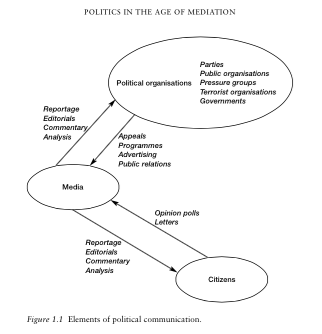 POLITICS IN THE AGE OF MEDIATION
Political organisations
Parties
Public organisations
Pressure groups
Terrorist organisations
Governments
Reportage
Editorials
Commentary
Analysis
Appeals
Programmes
Advertising
Public relations
Media
Opinion polls
Letters
Reportage
Editorials
Commentary
Analysis
Citizens
Figure 1.1 Elements of political communication.